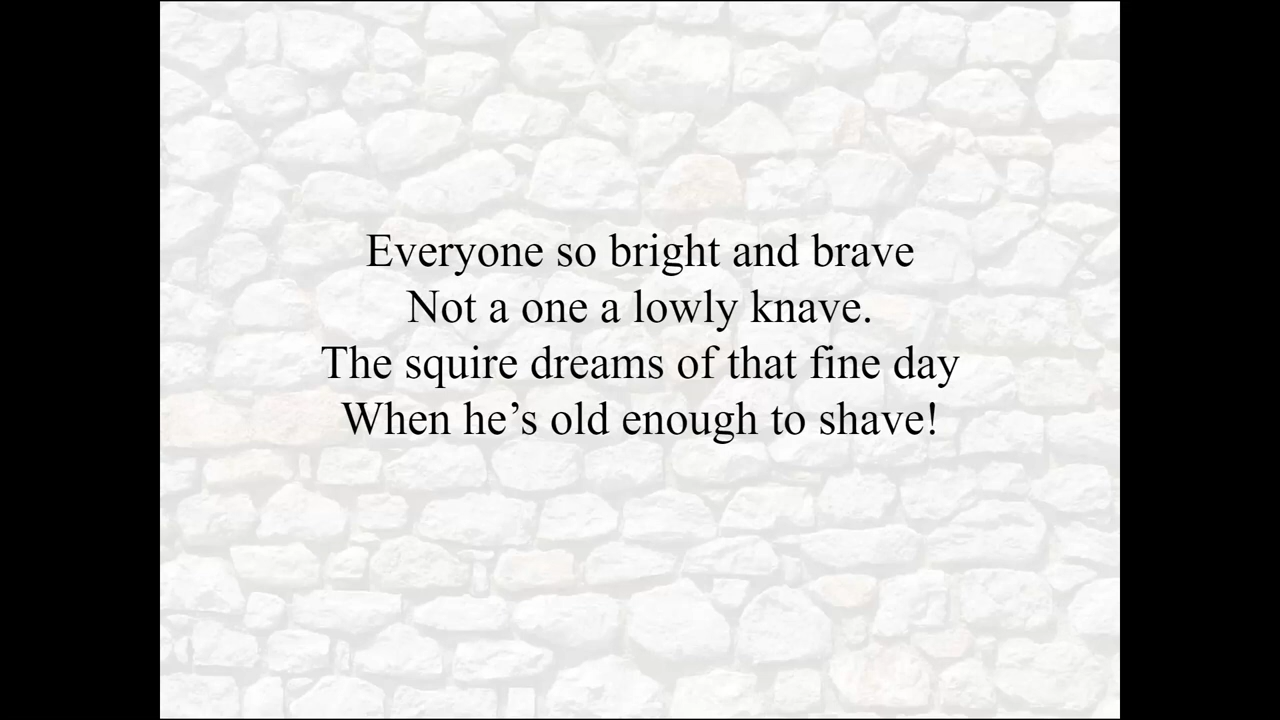 Everyone so bright and brave
Not a one a lowly knave.
The squire dreams of that fine day
When he’s old enough to shave!